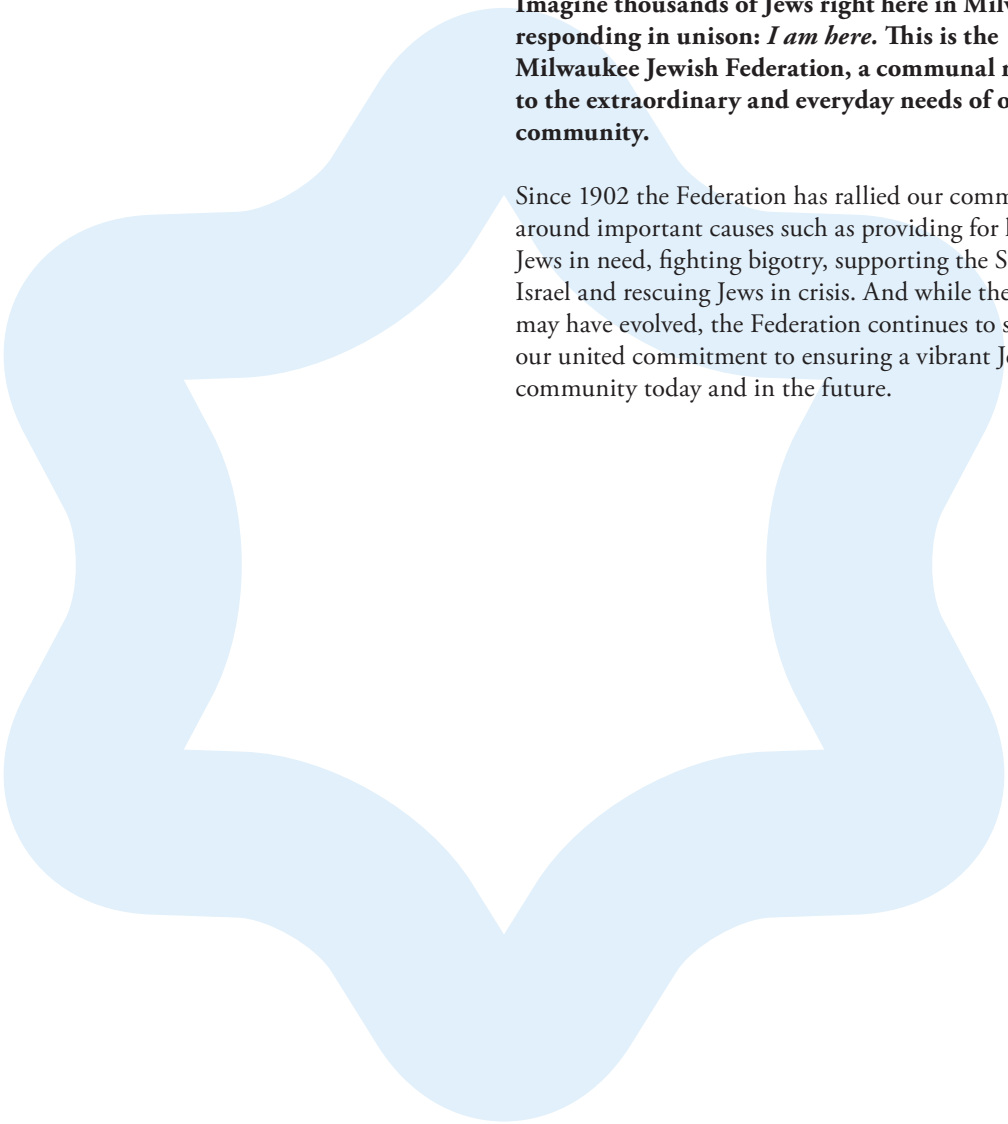 Imagine thousands of Jews right here in
responding in unison: I am here. This is the
Milwaukee Jewish Federation, a communal
to the extraordinary and everyday needs of
community.
Since 1902 the Federation has rallied our
around important causes such as providing for
Jews in need, fighting bigotry, supporting the
Israel and rescuing Jews in crisis. And while the
may have evolved, the Federation continues to
our united commitment to ensuring a vibrant
community today and in the future.